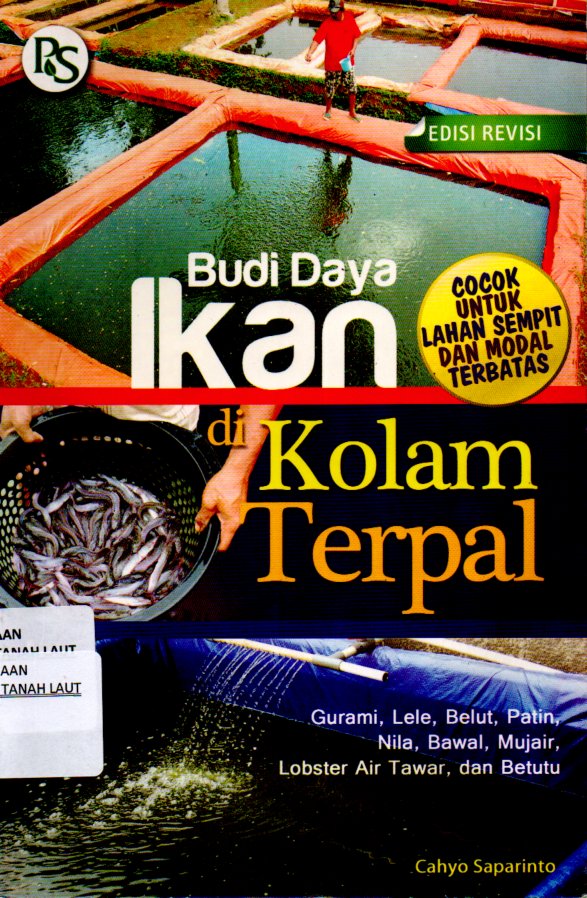 PS
EDISI REVISI
Budi Daya
Ikan
COCOK
UNTUK
LAHAN SEMPIT
DAN MODAL
TERBATAS
di Kolam
Terpal
AAN
TANAH LAUT
AAN
TANAH LAUT
Gurami, Lele, Belut, Patin,
Nila, Bawal, Mujair,
Lobster Air Tawar, dan Betutu
Cahyo Saparinto